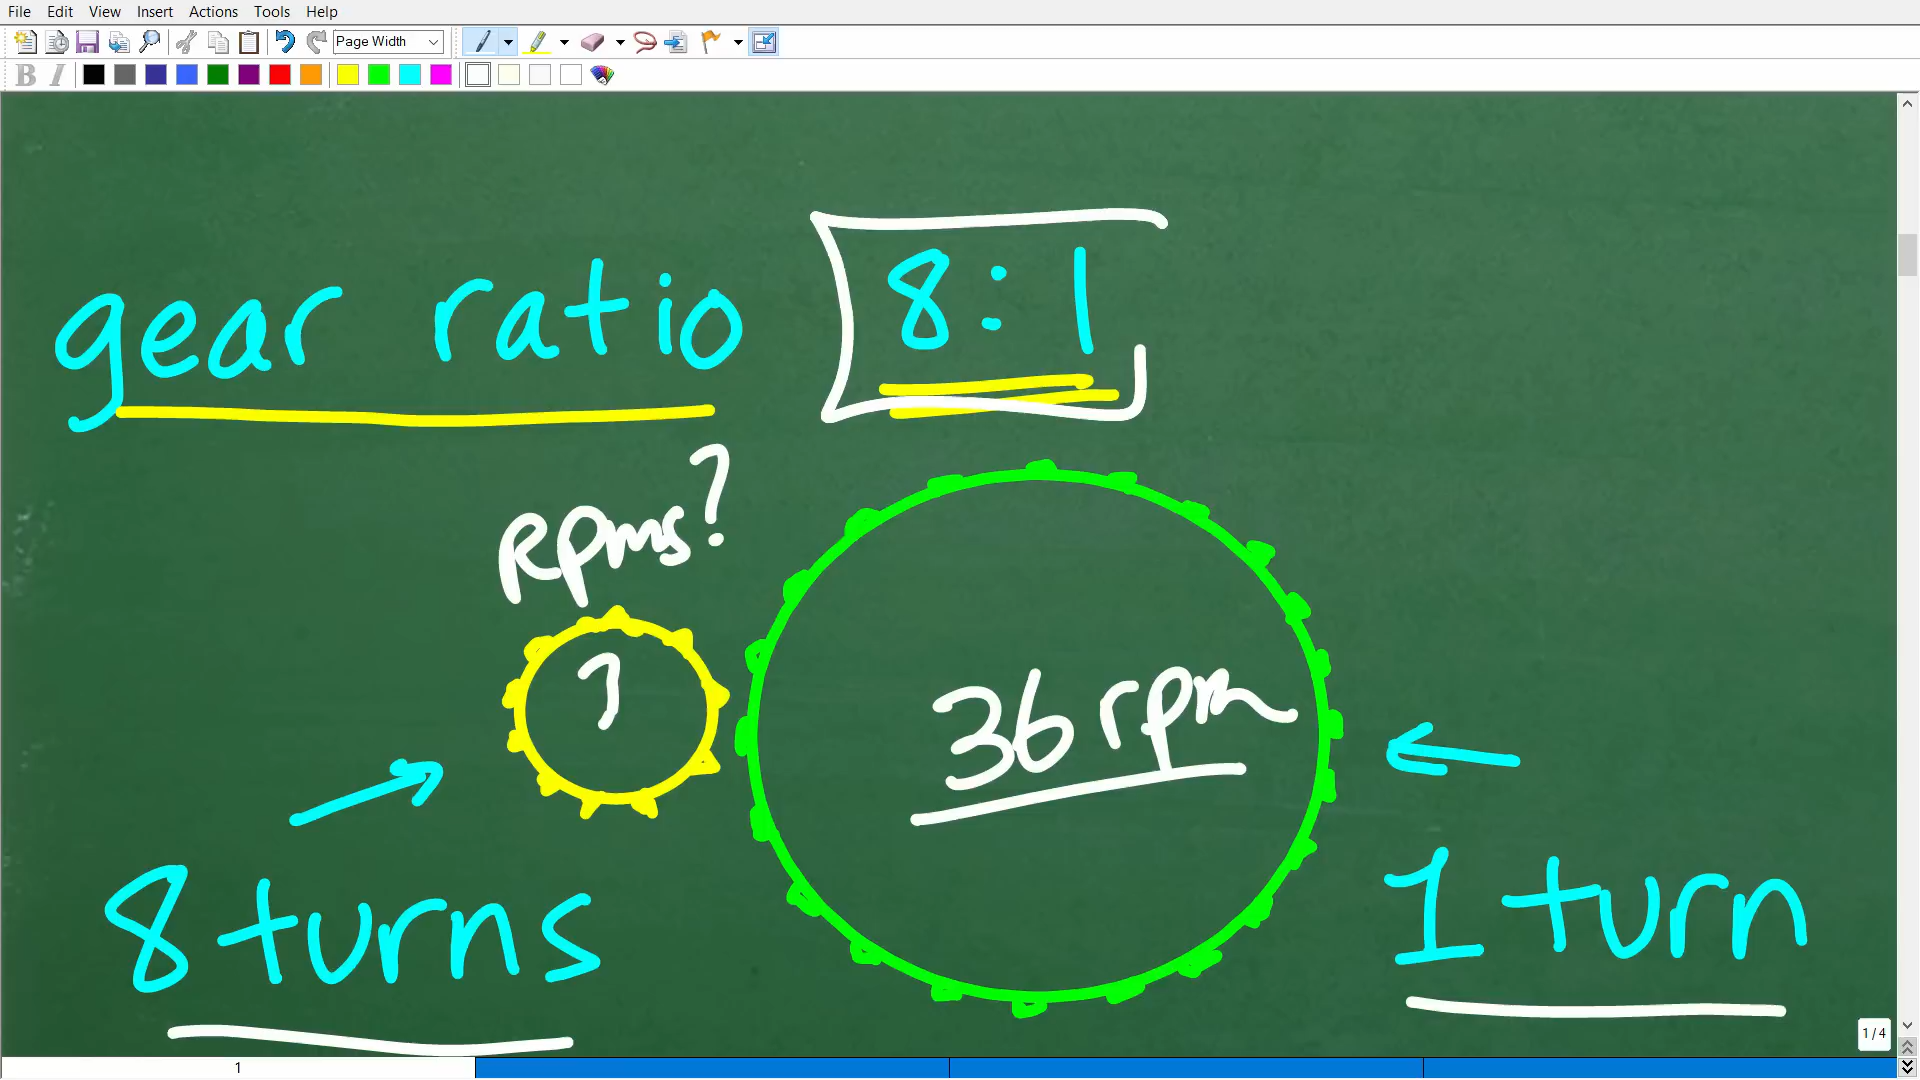 File Edit View Insert Actions Tools Help
Page Width
B I
gear ratio 8:1
Rpms?
?
36 rpm
8 turns
1 turn
1 / 4
1